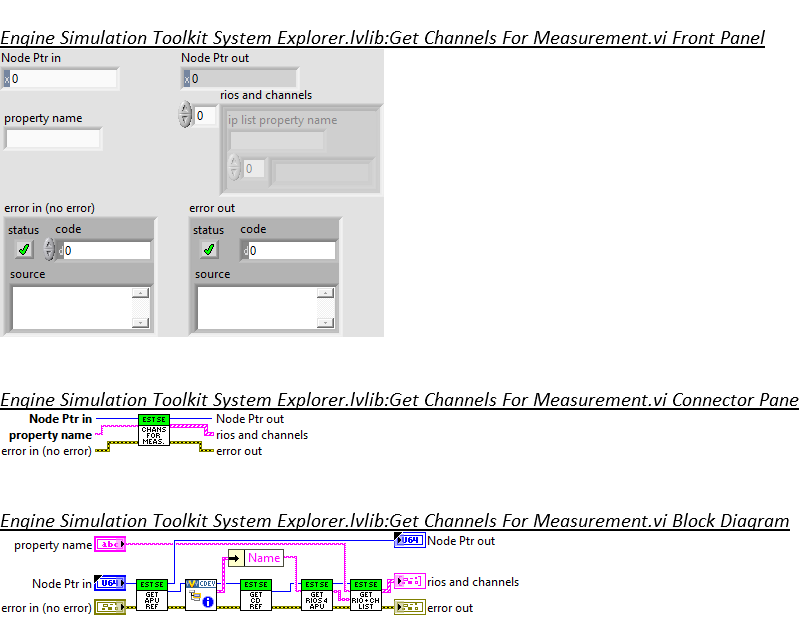 Engine Simulation Toolkit System Explorer.lvlib:Get Channels For Measurement.vi Front Panel
Node Ptr in
Node Ptr out
x 0
x 0
rios and channels
0
property name
ip list property name
0
error in (no error)
error out
status code
status code
d 0
d 0
source
source
Engine Simulation Toolkit System Explorer.lvlib:Get Channels For Measurement.vi Connector Pane
Node Ptr in
EST SE
Node Ptr out
property name
CHANS
FOR
MEAS.
rios and channels
error in (no error)
error out
Engine Simulation Toolkit System Explorer.lvlib:Get Channels For Measurement.vi Block Diagram
property name
abc
U64
Node Ptr out
Name
Node Ptr in
U64
EST SE
GET
APU
REF
CDEV
EST SE
GET
CD
REF
EST SE
GET
RIOS 4
APU
EST SE
GET
RIO+CH
LIST
rios and channels
error in (no error)
error out